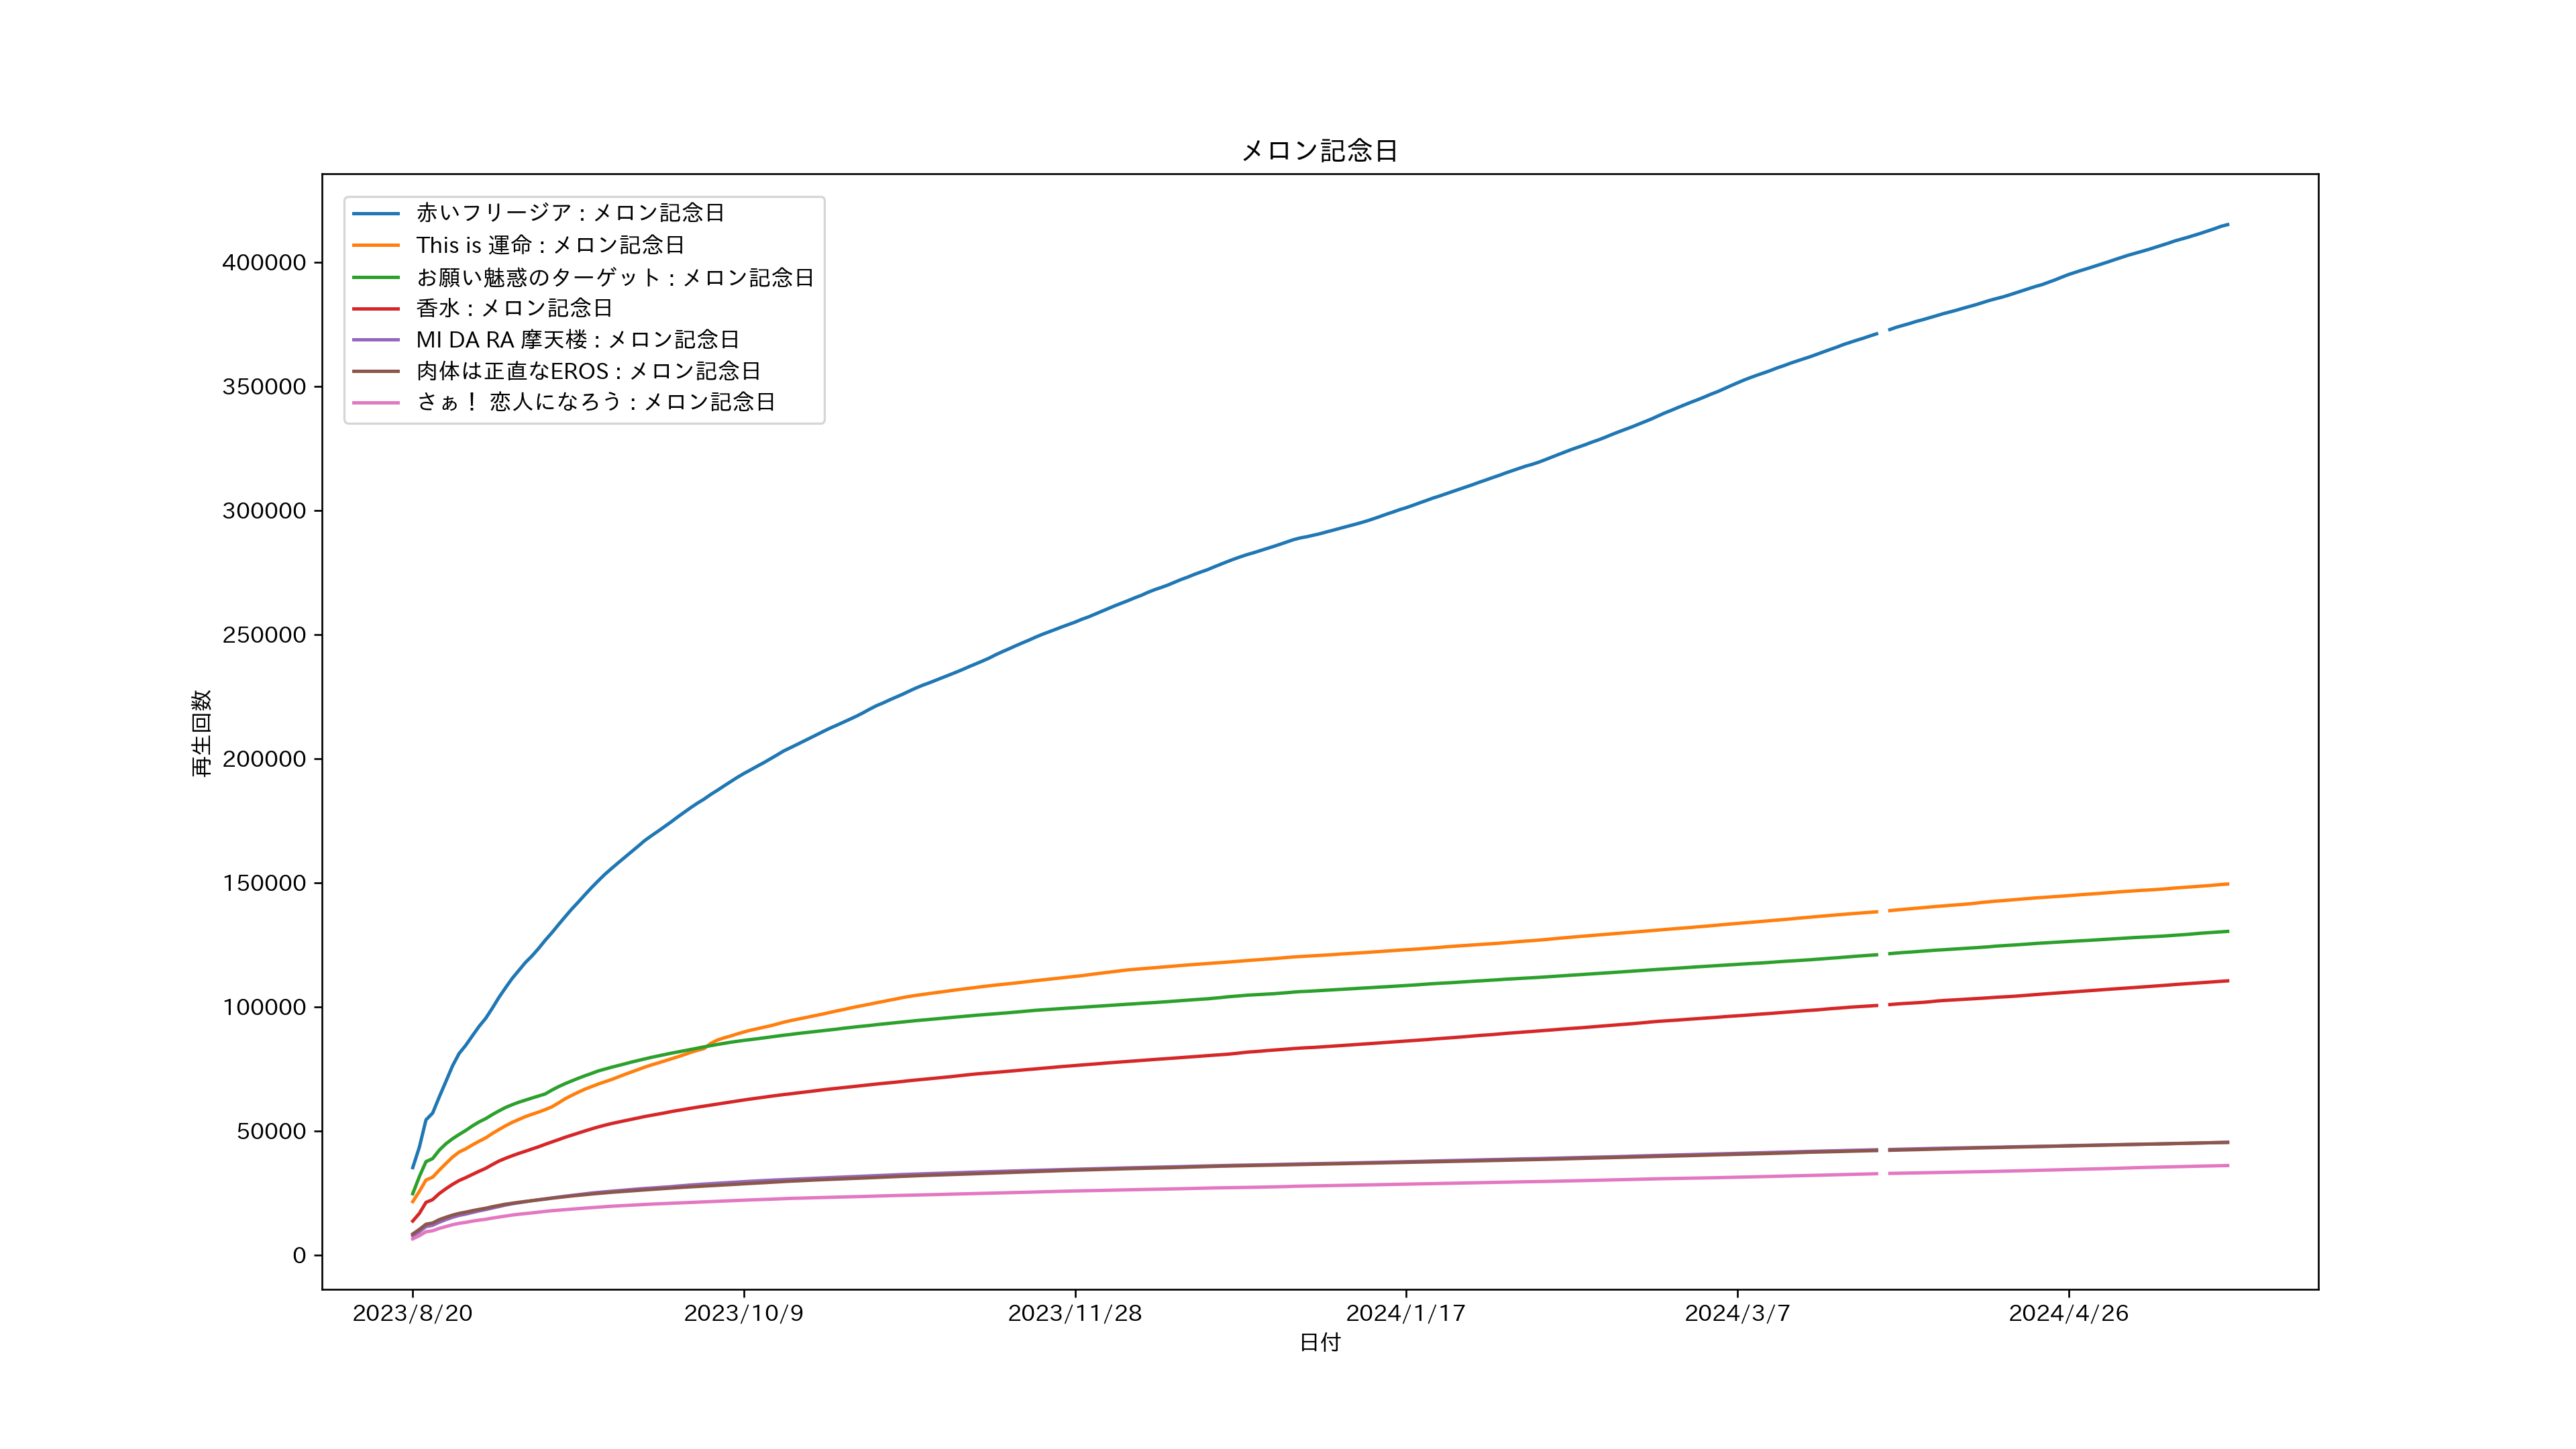 メロン記念日
赤いフリージア : メロン記念日
This is 運命 : メロン記念日
お願い魅惑のターゲット : メロン記念日
香水 : メロン記念日
MI DA RA 摩天楼 : メロン記念日
肉体は正直なEROS : メロン記念日
さぁ！ 恋人になろう : メロン記念日
400000
350000
300000
250000
200000
150000
100000
50000
0
再生回数
2023/8/20 2023/10/9 2023/11/28 2024/1/17 2024/3/7 2024/4/26
日付